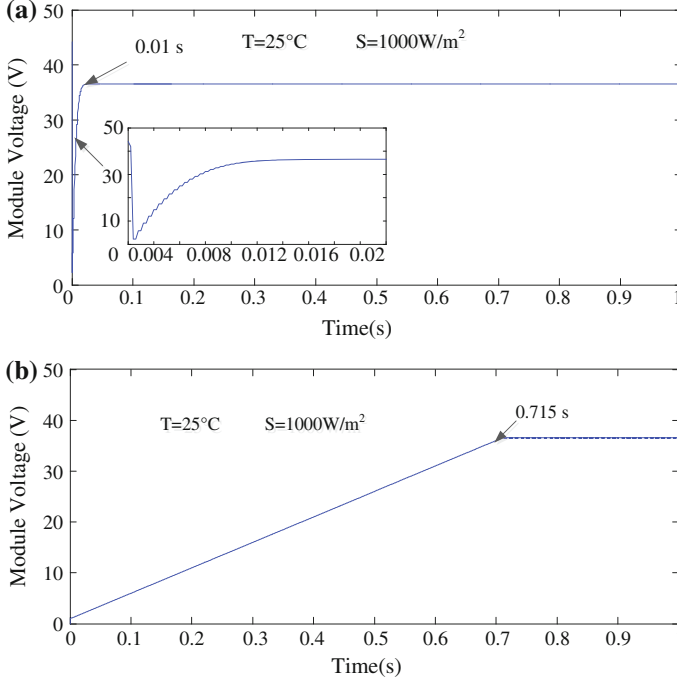 (a)
50
40
30
20
10
0
Module Voltage (V)
0.01 s
T=25°C S=1000W/m²
50
30
10
0
0.004 0.008 0.012 0.016 0.02
0 0.1 0.2 0.3 0.4 0.5 0.6 0.7 0.8 0.9 1
Time(s)
(b)
50
40
30
20
10
0
Module Voltage (V)
T=25°C S=1000W/m²
0.715 s
0 0.1 0.2 0.3 0.4 0.5 0.6 0.7 0.8 0.9 1
Time(s)